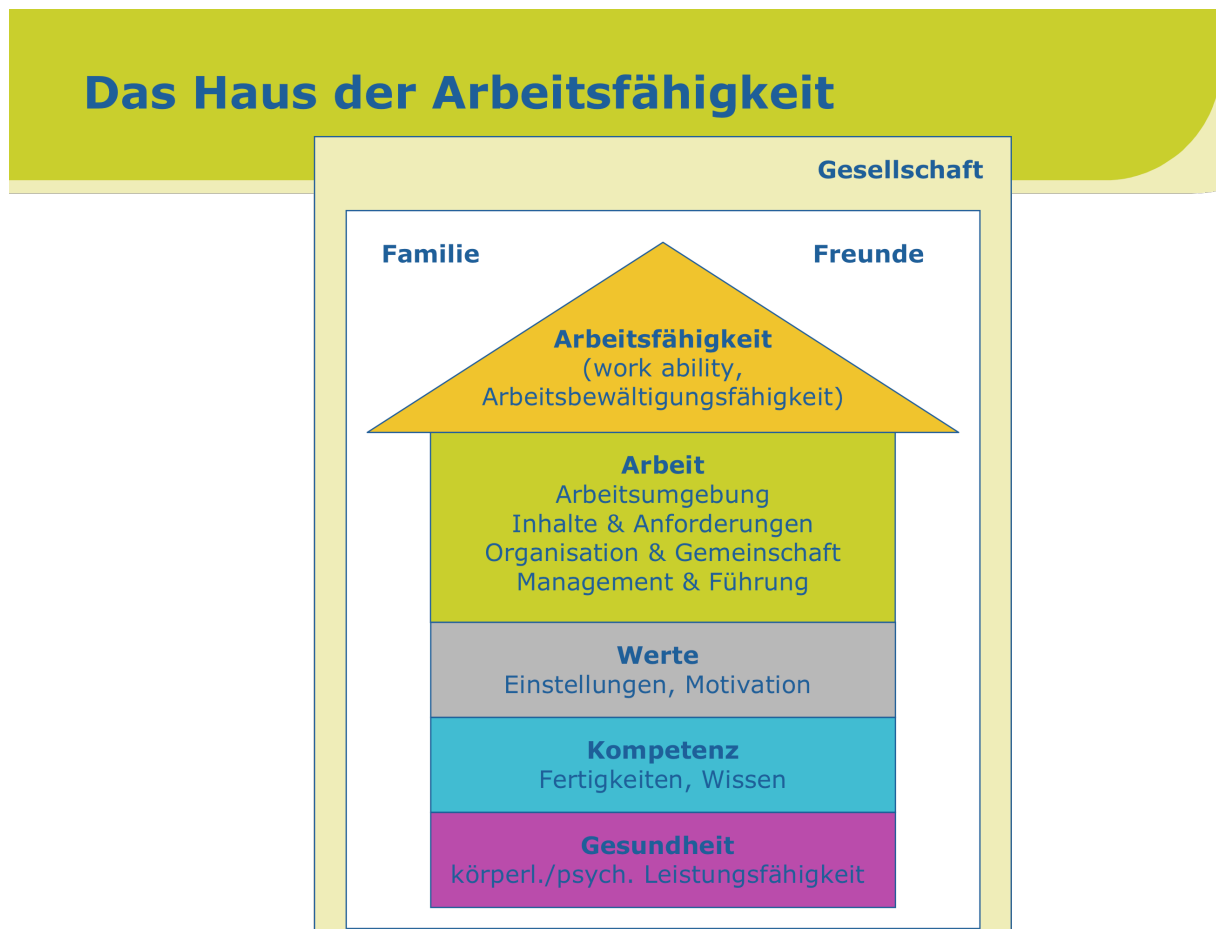 Das Haus der Arbeitsfähigkeit
Gesellschaft
Familie
Freunde
Arbeitsfähigkeit
(work ability,
Arbeitsbewältigungsfähigkeit)
Arbeit
Arbeitsumgebung
Inhalte & Anforderungen
Organisation & Gemeinschaft
Management & Führung
Werte
Einstellungen, Motivation
Kompetenz
Fertigkeiten, Wissen
Gesundheit
körperl./psych. Leistungsfähigkeit